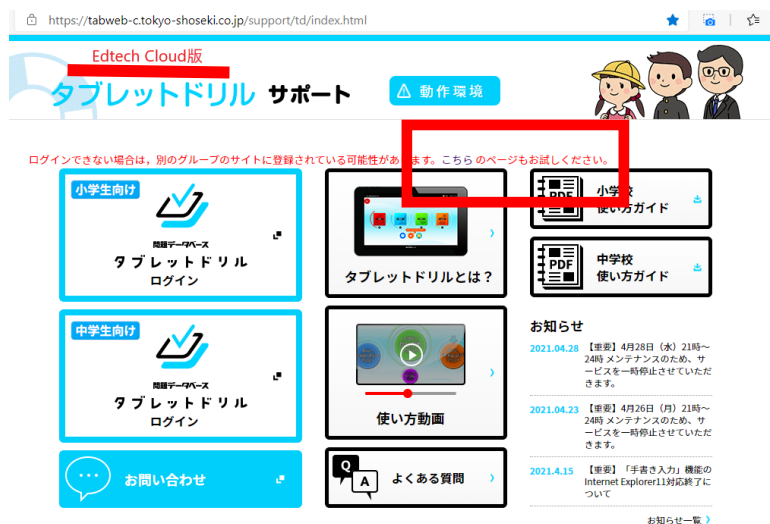 https://tabweb-c.tokyo-shoseki.co.jp/support/td/index.html
Edtech Cloud版
タブレットドリル サポート
動作環境
ログインできない場合は，別のグループのサイトに登録されている可能性があります。こちら のページもお試しください。
小学生向け
問題データベース
タブレットドリル
ログイン
中学生向け
問題データベース
タブレットドリル
ログイン
お問い合わせ
タブレットドリルとは？
使い方動画
Q
A
よくある質問
PDF
小学校
使い方ガイド
PDF
中学校
使い方ガイド
お知らせ
2021.04.28 【重要】4月28日（水）21時～
24時 メンテナンスのため、サ
ービスを一時停止させていただ
きます。
2021.04.23 【重要】4月26日（月）21時～
24時 メンテナンスのため、サ
ービスを一時停止させていただ
きます。
2021.4.15 【重要】「手書き入力」機能の
Internet Explorer11対応終了に
ついて
お知らせ一覧